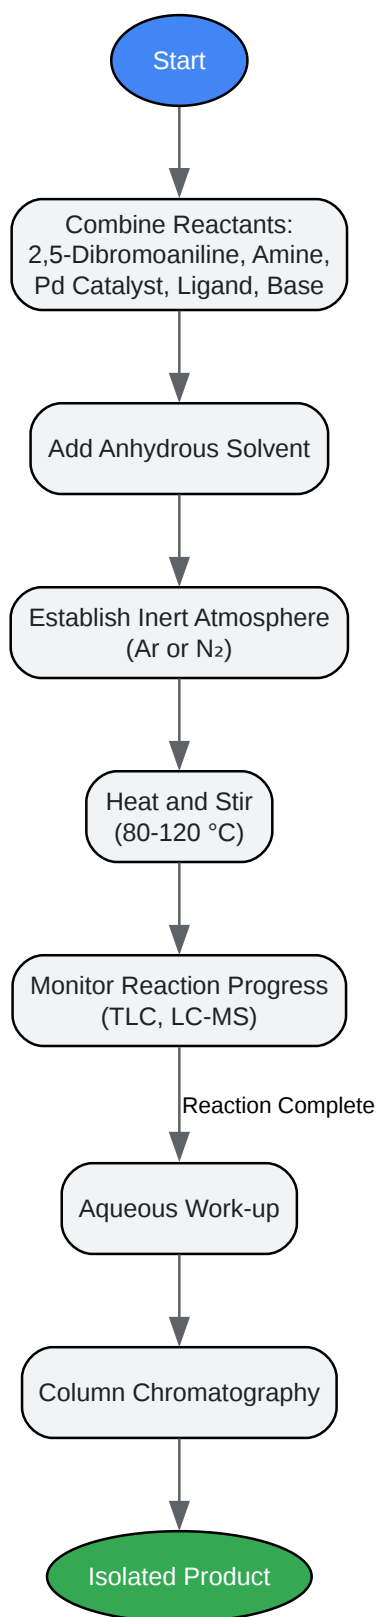 Start
Combine Reactants:
2,5-Dibromoaniline, Amine,
Pd Catalyst, Ligand, Base
Add Anhydrous Solvent
Establish Inert Atmosphere
(Ar or N₂)
Heat and Stir
(80-120 °C)
Monitor Reaction Progress
(TLC, LC-MS)
Reaction Complete
Aqueous Work-up
Column Chromatography
Isolated Product